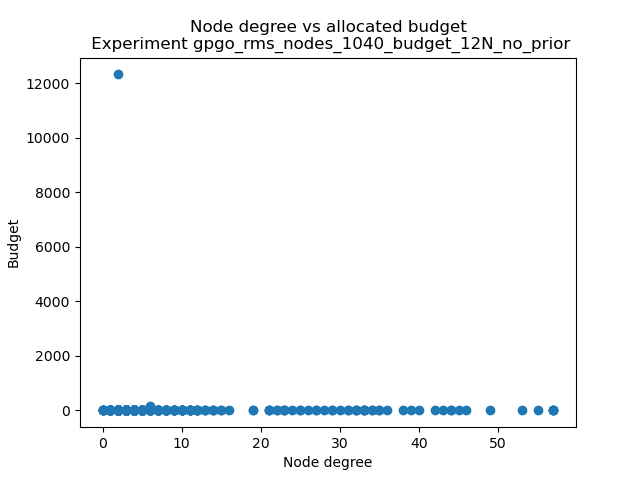 Node degree vs allocated budget
Experiment gpgo_rms_nodes_1040_budget_12N_no_prior
12000
10000
8000
6000
4000
2000
0
Budget
0 10 20 30 40 50
Node degree